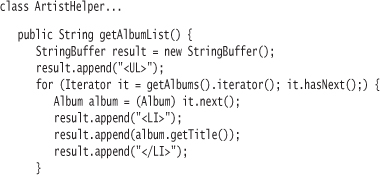 class ArtistHelper...
public String getAlbumList() {
StringBuffer result = new StringBuffer();
result.append("<UL>");
for (Iterator it = getAlbums().iterator(); it.hasNext();) {
Album album = (Album) it.next();
result.append("<LI>");
result.append(album.getTitle());
result.append("</LI>");
}